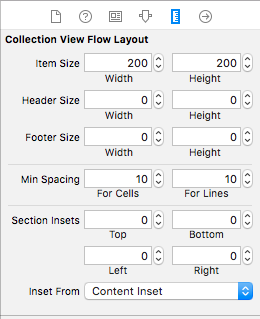 Collection View Flow Layout
Item Size 200 200
Width Height
Header Size 0 0
Width Height
Footer Size 0 0
Width Height
Min Spacing 10 10
For Cells For Lines
Section Insets 0 0
Top Bottom
0 0
Left Right
Inset From Content Inset